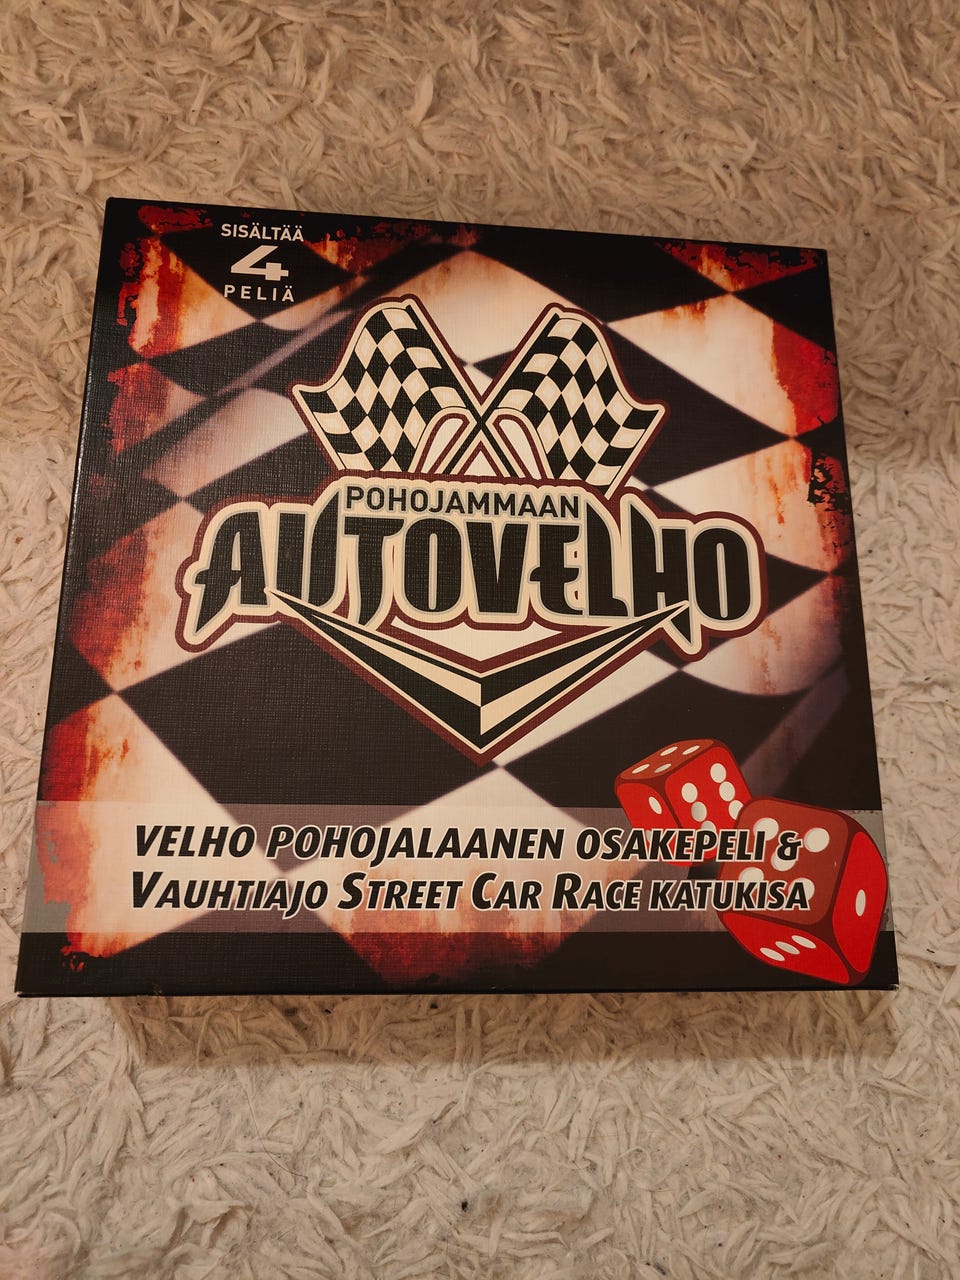 SISÄLTÄÄ
4
PELIÄ
POHOJAMMAAN
AUTOVELHO
VELHO POHOJALAANEN OSAKEPELI &
VAUHTIAJO STREET CAR RACE KATUKISA